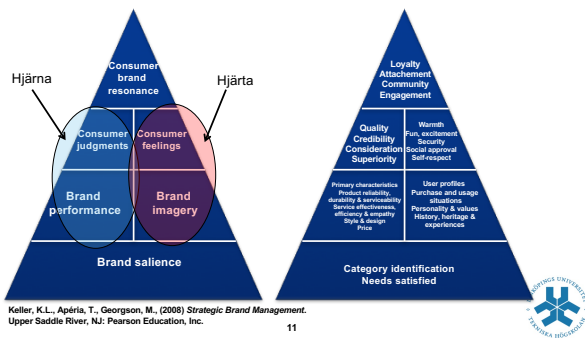 Hjärna
Hjärta
Consumer
brand
resonance
Consumer
judgments
Consumer
feelings
Brand
performance
Brand
imagery
Brand salience
Loyalty
Attachement
Community
Engagement
Quality
Credibility
Consideration
Superiority
Warmth
Fun, excitement
Security
Social approval
Self-respect
Primary characteristics
Product reliability,
durability & serviceability
Service effectiveness,
efficiency & empathy
Style & design
Price
User profiles
Purchase and usage
situations
Personality & values
History, heritage &
experiences
Category identification
Needs satisfied
Keller, K.L., Apéria, T., Georgson, M., (2008) Strategic Brand Management.
Upper Saddle River, NJ: Pearson Education, Inc.
11
TEKNISKA HÖGSKOLAN